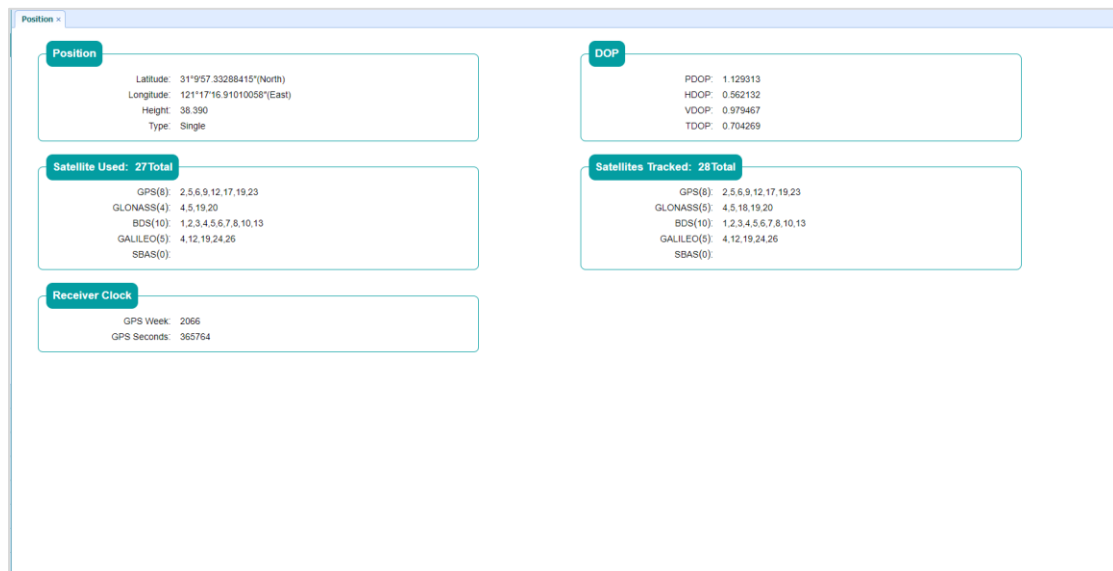 Position ×
Position
Latitude: 31°9'57.33288415"(North)
Longitude: 121°17'16.91010058"(East)
Height: 38.390
Type: Single
DOP
PDOP: 1.129313
HDOP: 0.562132
VDOP: 0.979467
TDOP: 0.704269
Satellite Used: 27Total
GPS(8): 2,5,6,9,12,17,19,23
GLONASS(4): 4,5,19,20
BDS(10): 1,2,3,4,5,6,7,8,10,13
GALILEO(5): 4,12,19,24,26
SBAS(0):
Satellites Tracked: 28Total
GPS(8): 2,5,6,9,12,17,19,23
GLONASS(5): 4,5,18,19,20
BDS(10): 1,2,3,4,5,6,7,8,10,13
GALILEO(5): 4,12,19,24,26
SBAS(0):
Receiver Clock
GPS Week: 2066
GPS Seconds: 365764